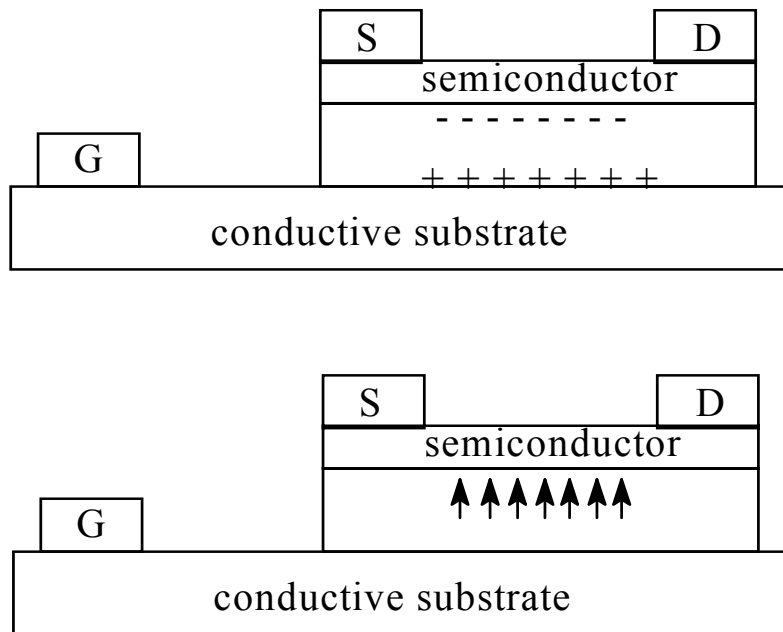 S D
semiconductor
- - - - - - - -
G
+ + + + + + +
conductive substrate
S D
semiconductor
G
conductive substrate